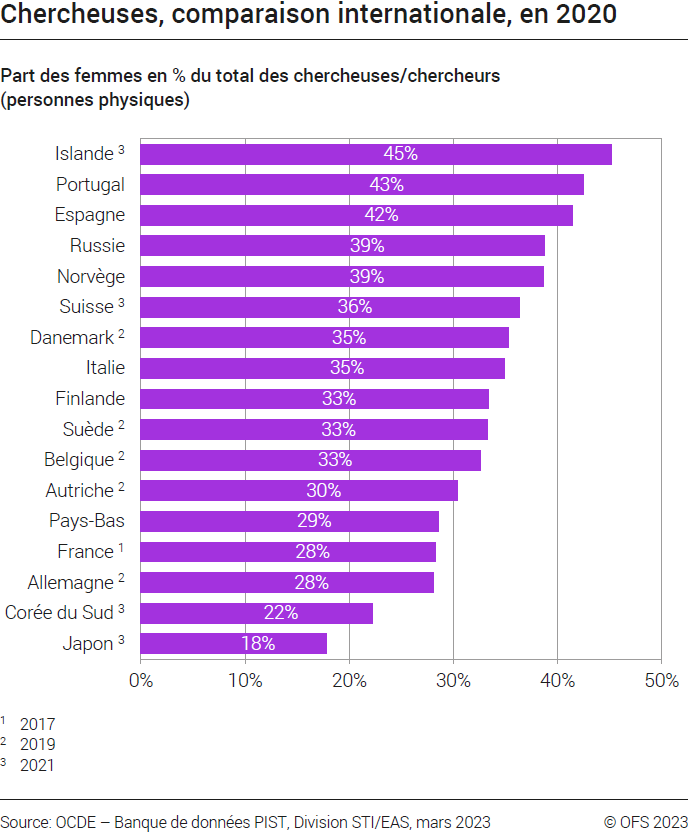 Chercheuses, comparaison internationale, en 2020
Part des femmes en % du total des chercheuses/chercheurs
(personnes physiques)
Islande ³ 45%
Portugal 43%
Espagne 42%
Russie 39%
Norvège 39%
Suisse ³ 36%
Danemark ² 35%
Italie 35%
Finlande 33%
Suède ² 33%
Belgique ² 33%
Autriche ² 30%
Pays-Bas 29%
France ¹ 28%
Allemagne ² 28%
Corée du Sud ³ 22%
Japon ³ 18%
0% 10% 20% 30% 40% 50%
¹ 2017
² 2019
³ 2021
Source: OCDE – Banque de données PIST, Division STI/EAS, mars 2023 © OFS 2023